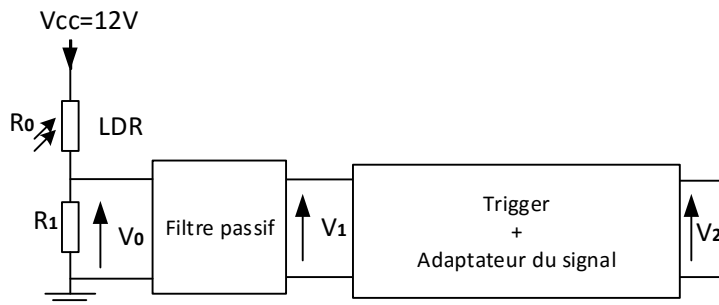 Vcc=12V
R0
LDR
R1
V0
Filtre passif
V1
Trigger
+
Adaptateur du signal
V2